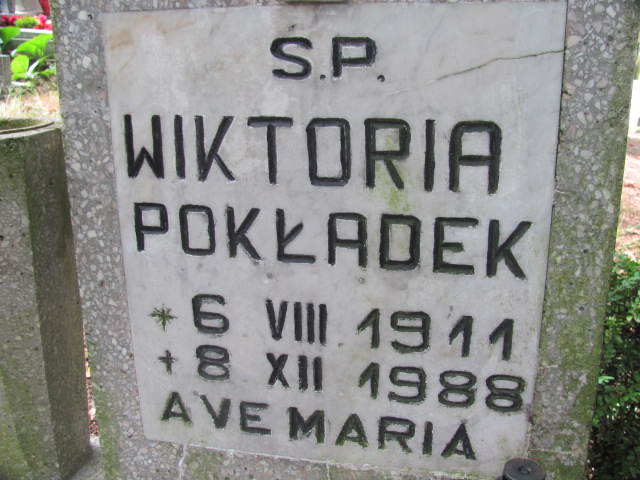 S.P.
WIKTORIA
POKŁADEK
* 6 VIII 1911
+ 8 XII 1988
AVE MARIA